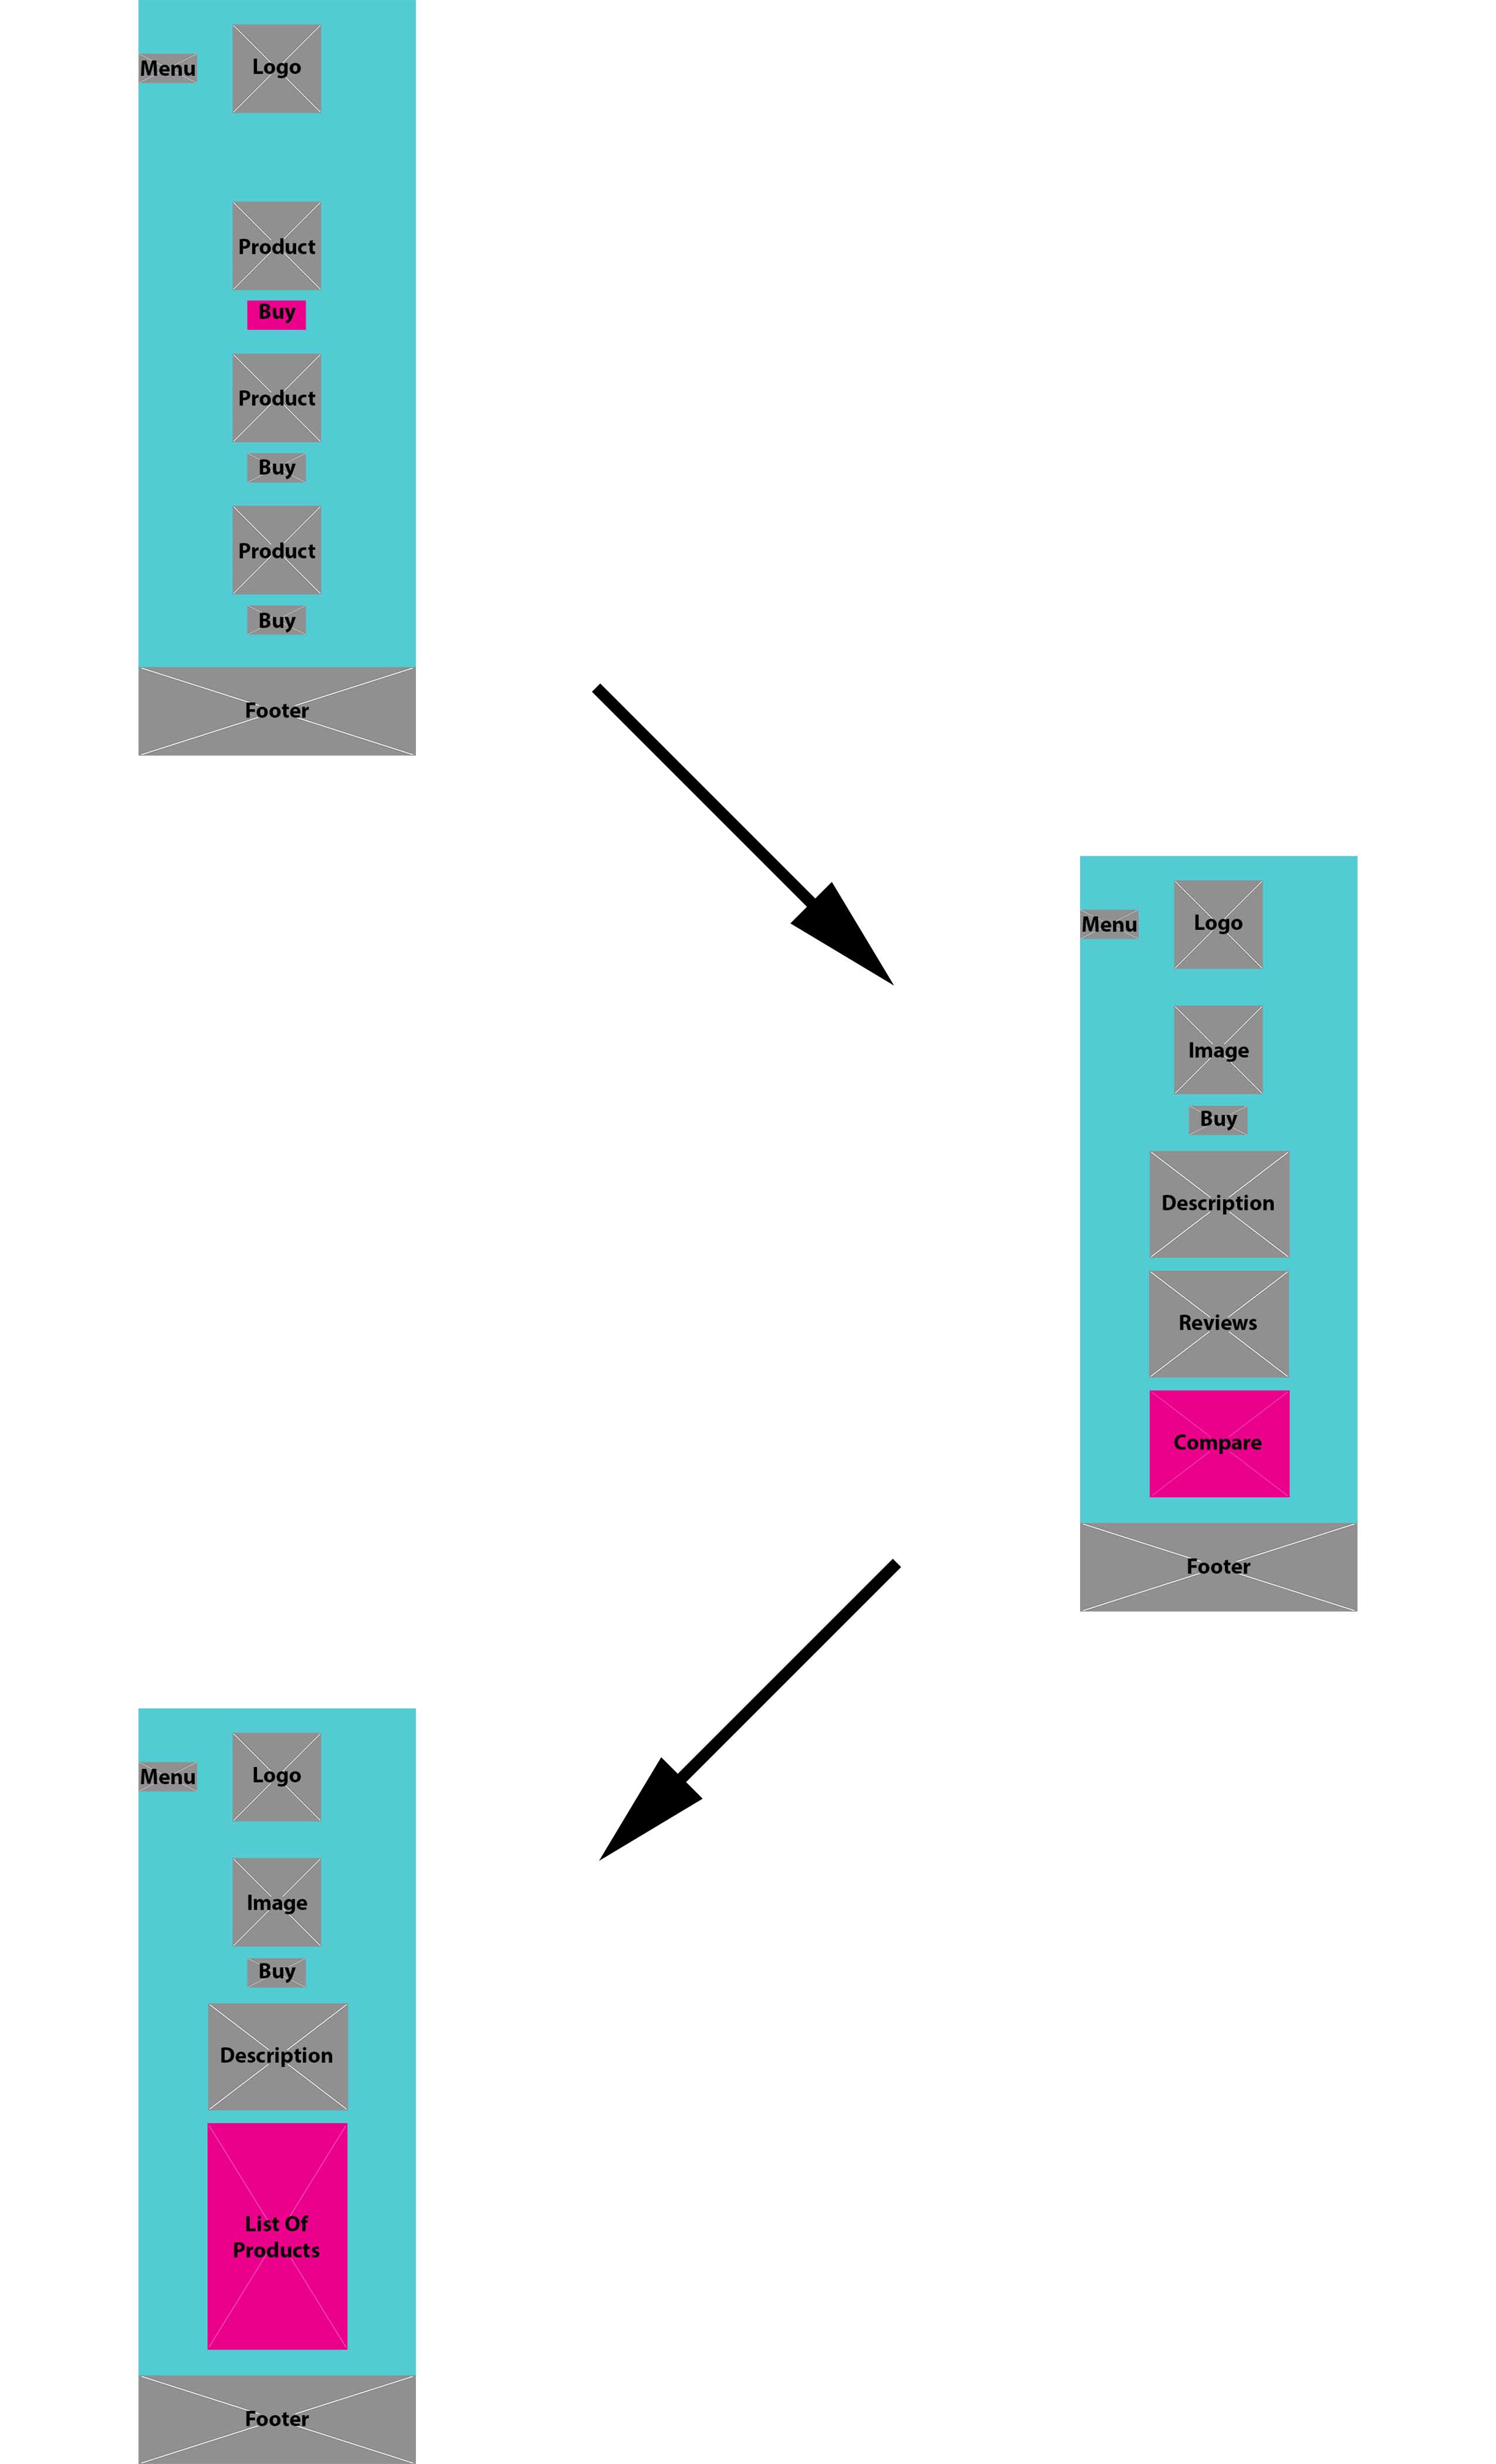 Menu
Logo
Product
Buy
Product
Buy
Product
Buy
Footer
Menu
Logo
Image
Buy
Description
Reviews
Compare
Footer
Menu
Logo
Image
Buy
Description
List Of
Products
Footer